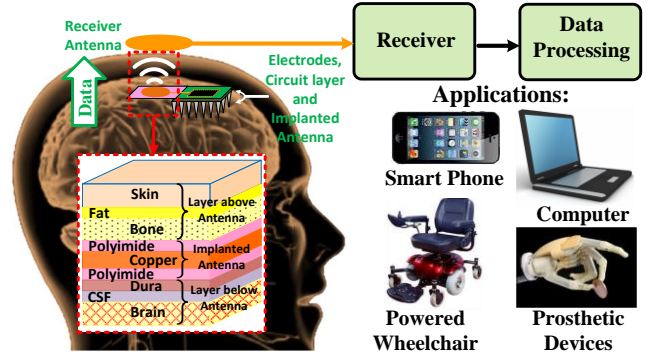 Receiver
Antenna
Data
Electrodes,
Circuit layer
and
Implanted
Antenna
Receiver
Data
Processing
Applications:
Smart Phone
Computer
Powered
Wheelchair
Prosthetic
Devices
Skin
Fat
Bone
Layer above
Antenna
Polyimide
Copper
Polyimide
Implanted
Antenna
Dura
CSF
Brain
Layer below
Antenna